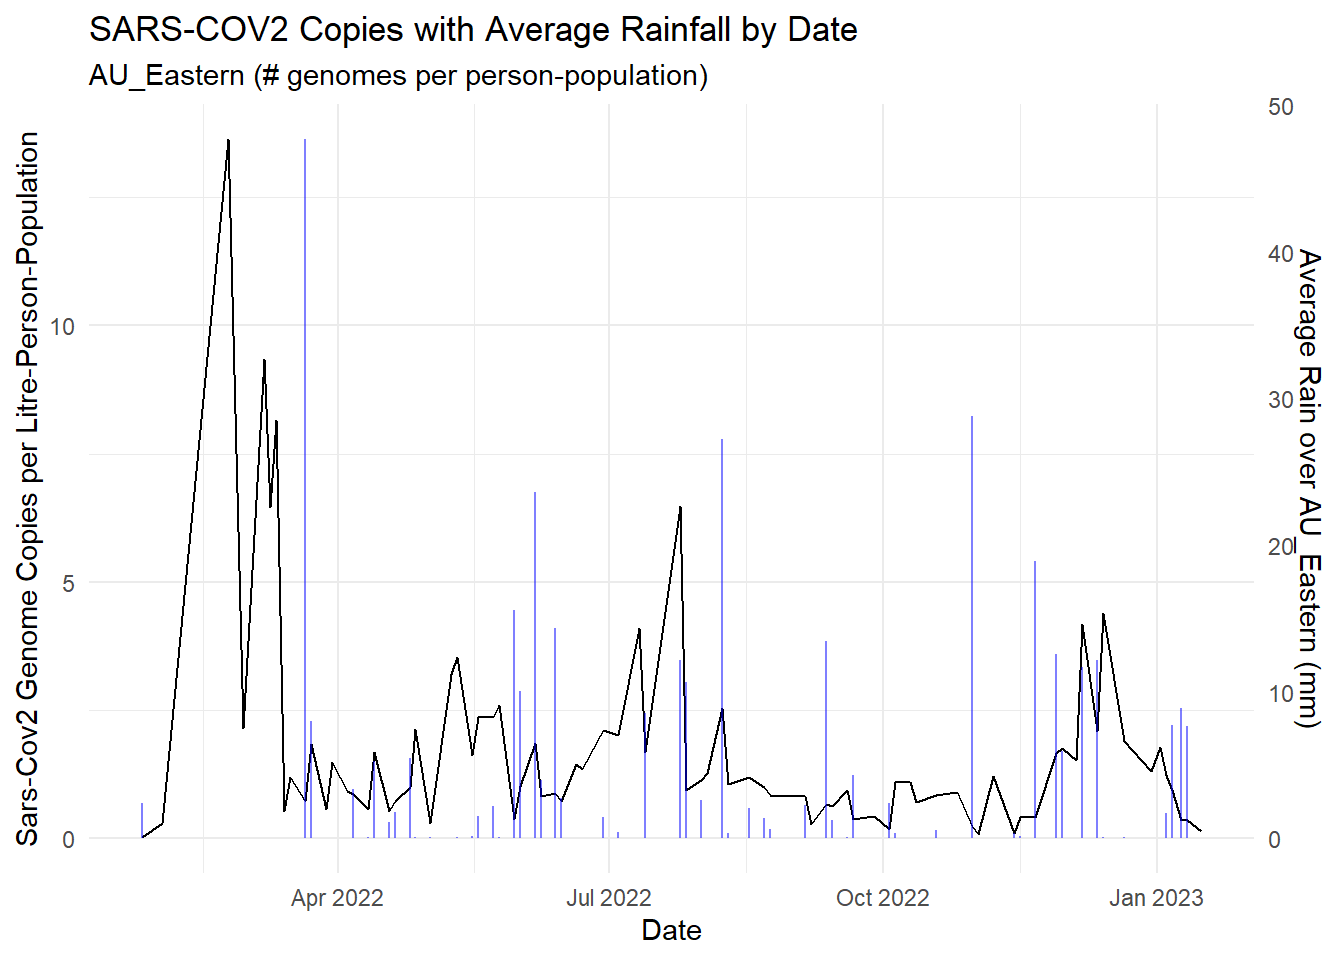 SARS-COV2 Copies with Average Rainfall by Date
AU_Eastern (# genomes per person-population)
Sars-Cov2 Genome Copies per Litre-Person-Population
10
5
0
50
40
30
20
10
0
Average Rain over AU_Eastern (mm)
Apr 2022
Jul 2022
Oct 2022
Jan 2023
Date